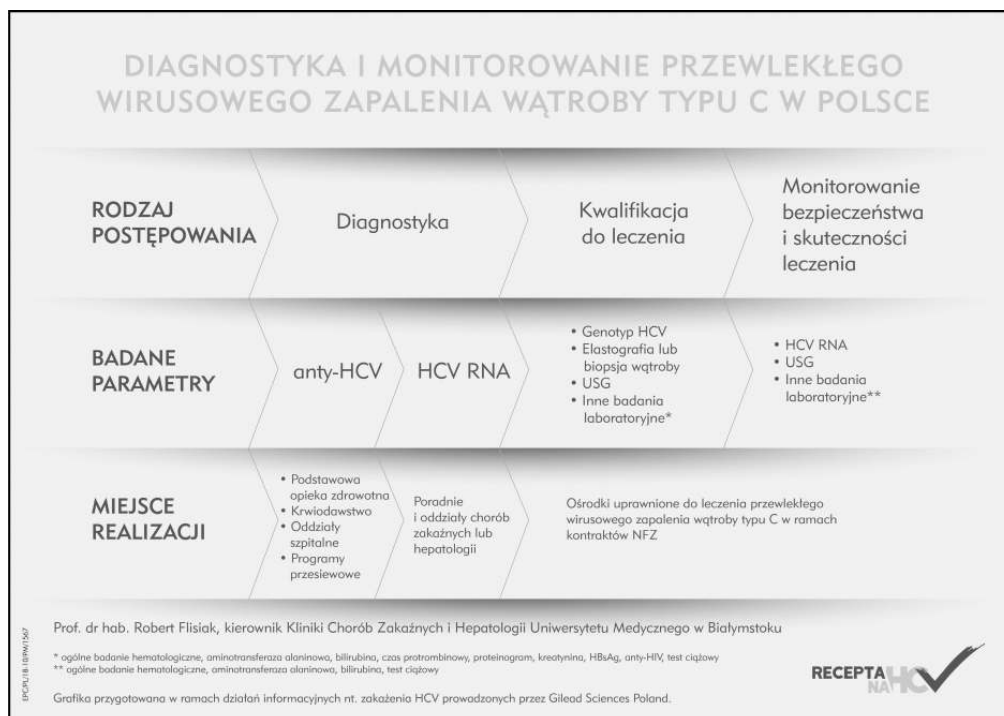 DIAGNOSTYKA I MONITOROWANIE PRZEWLEKŁEGO
WIRUSOWEGO ZAPALENIA WĄTROBY TYPU C W POLSCE
RODZAJ
POSTĘPOWANIA
Diagnostyka
Kwalifikacja
do leczenia
Monitorowanie
bezpieczeństwa
i skuteczności
leczenia
BADANE
PARAMETRY
anty-HCV
HCV RNA
• Genotyp HCV
• Elastografia lub
biopsja wątroby
• USG
• Inne badania
laboratoryjne*
• HCV RNA
• USG
• Inne badania
laboratoryjne**
MIEJSCE
REALIZACJI
• Podstawowa
opieka zdrowotna
• Krwiodawstwo
• Oddziały
szpitalne
• Programy
przesiewowe
Poradnie
i oddziały chorób
zakaźnych lub
hepatologii
Ośrodki uprawnione do leczenia przewlekłego
wirusowego zapalenia wątroby typu C w ramach
kontraktów NFZ
Prof. dr hab. Robert Flisiak, kierownik Kliniki Chorób Zakaźnych i Hepatologii Uniwersytetu Medycznego w Białymstoku
* ogólne badanie hematologiczne, aminotransferaza alaninowa, bilirubina, czas protrombinowy, proteinogram, kreatynina, HBsAg, anty-HIV, test ciążowy
** ogólne badanie hematologiczne, aminotransferaza alaninowa, bilirubina, test ciążowy
Grafika przygotowana w ramach działań informacyjnych nt. zakażenia HCV prowadzonych przez Gilead Sciences Poland.
EPC/PL/18-10/PM/1567
RECEPTA
NA HCV